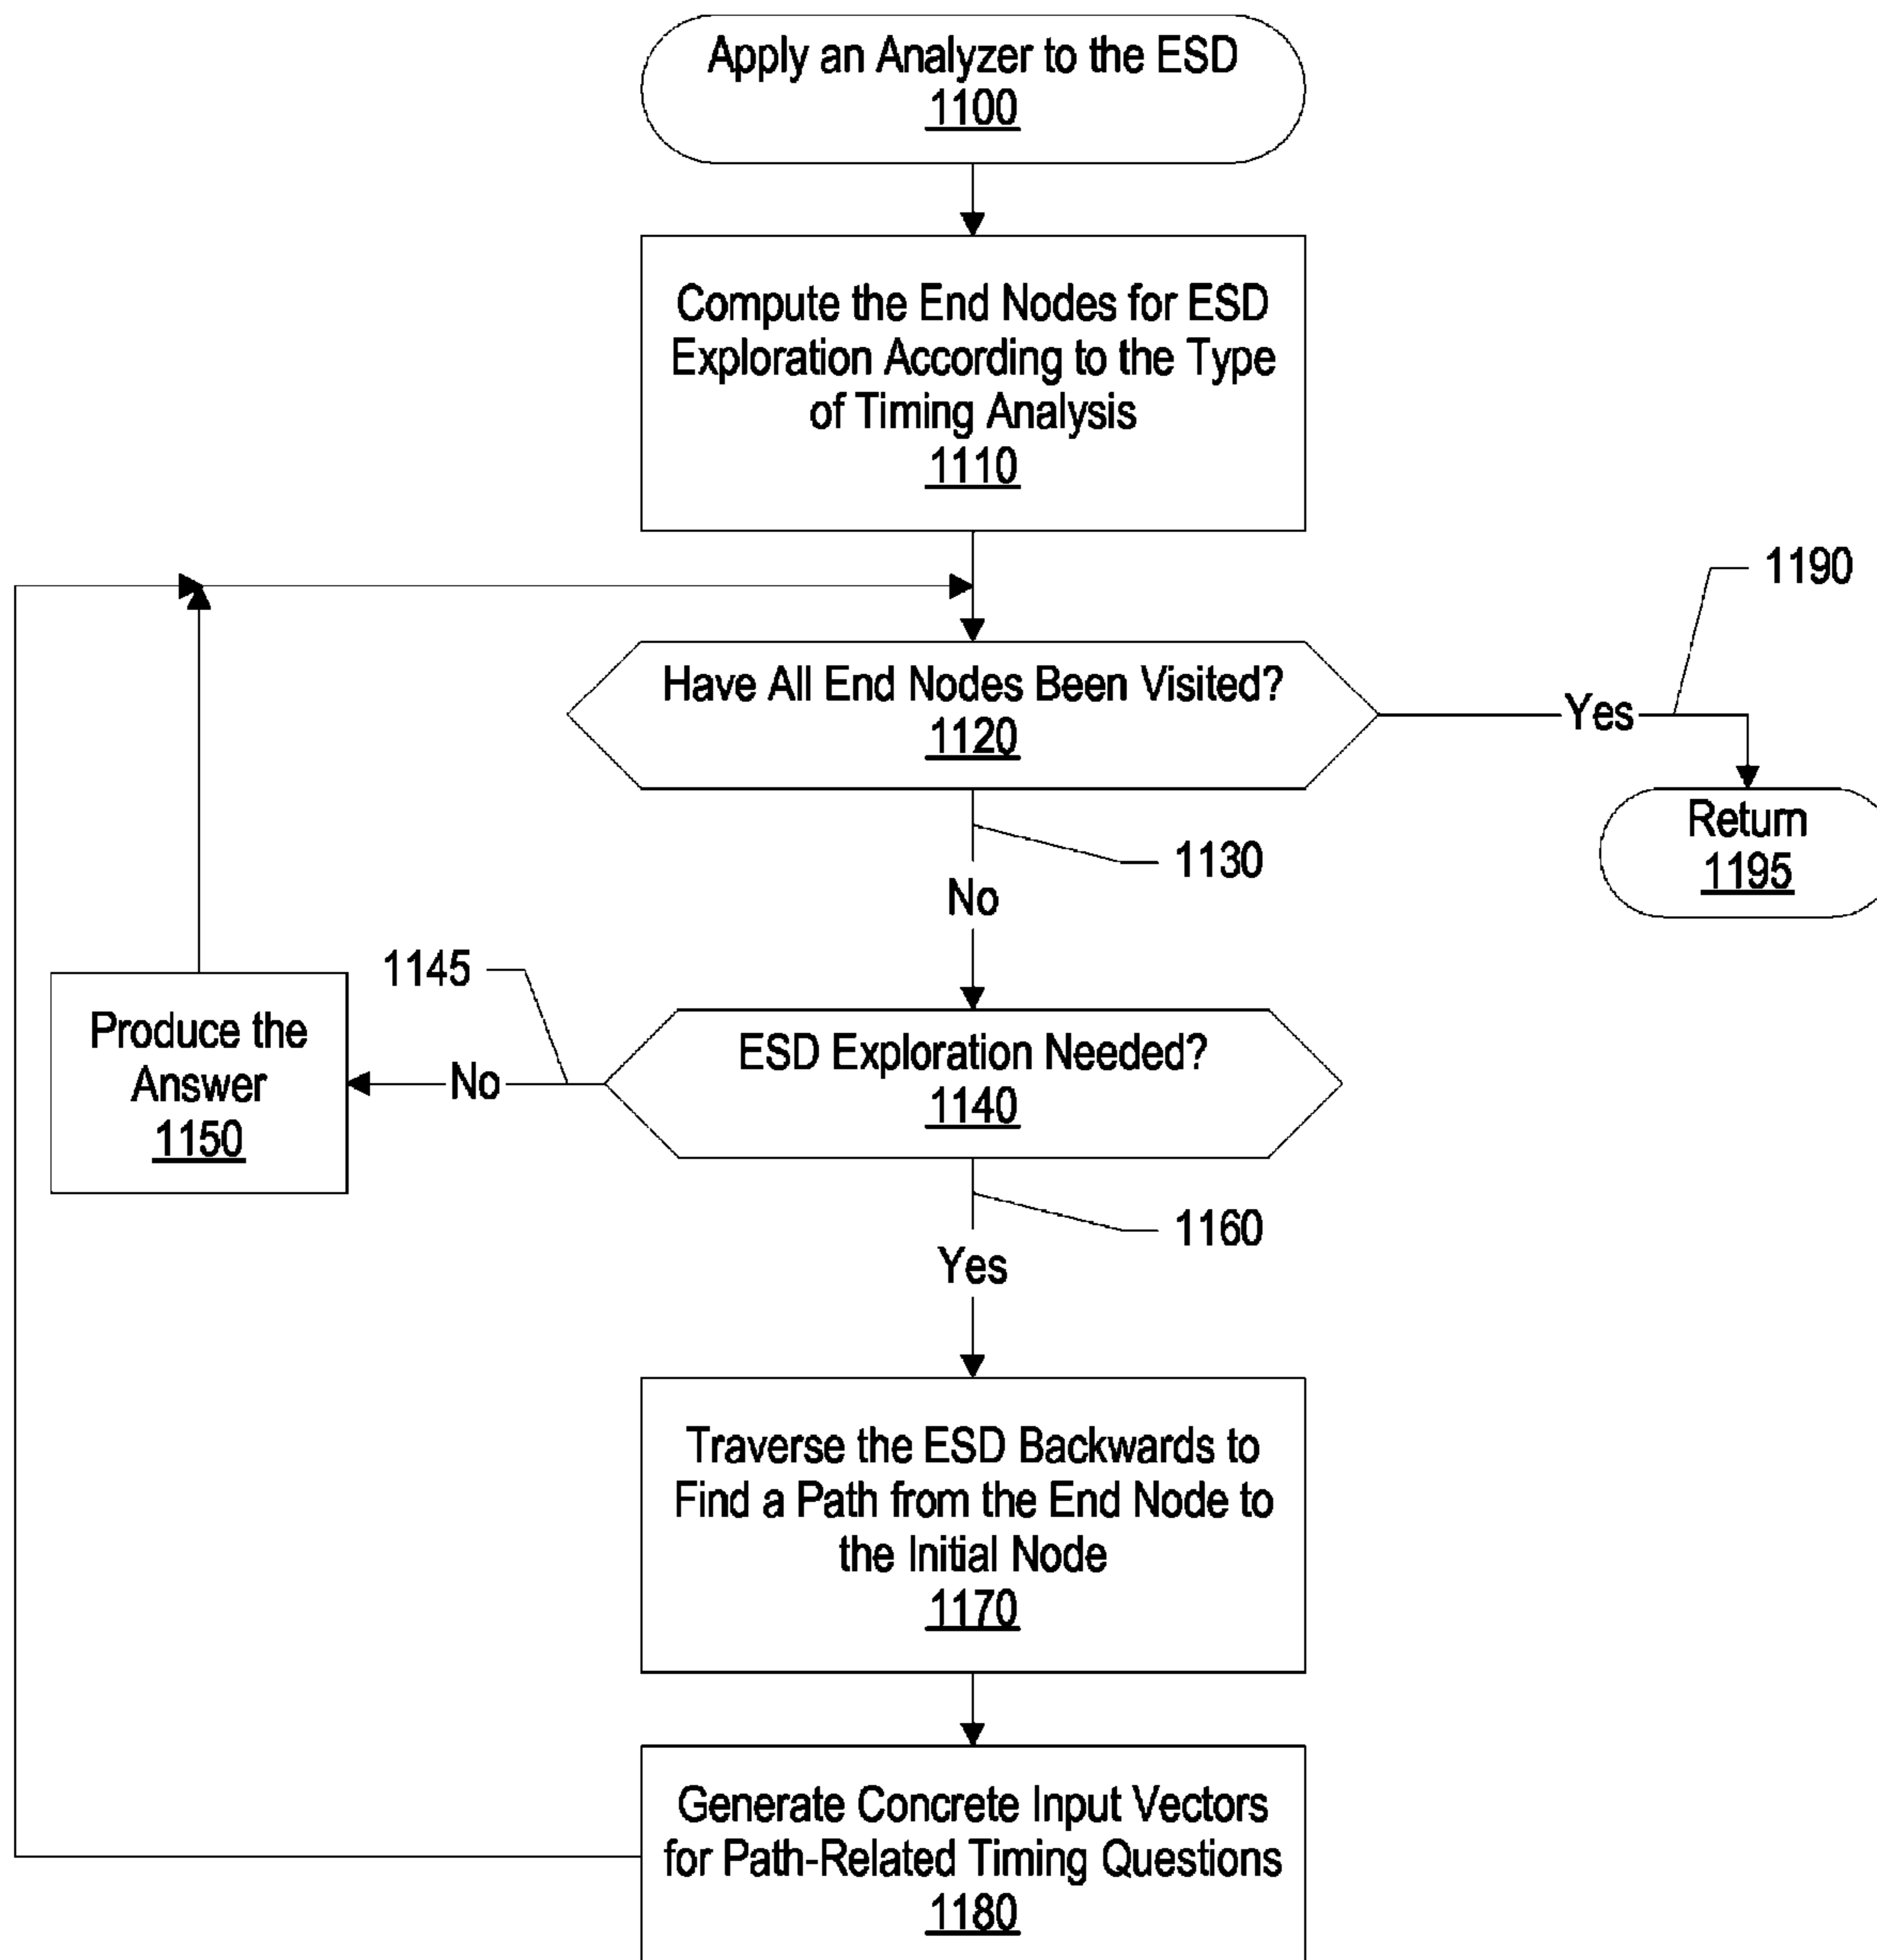 Apply an Analyzer to the ESD
1100
Compute the End Nodes for ESD
Exploration According to the Type
of Timing Analysis
1110
1190
Have All End Nodes Been Visited?
1120
Yes
Return
1195
1130
No
1145
Produce the
Answer
1150
No
ESD Exploration Needed?
1140
1160
Yes
Traverse the ESD Backwards to
Find a Path from the End Node to
the Initial Node
1170
Generate Concrete Input Vectors
for Path-Related Timing Questions
1180